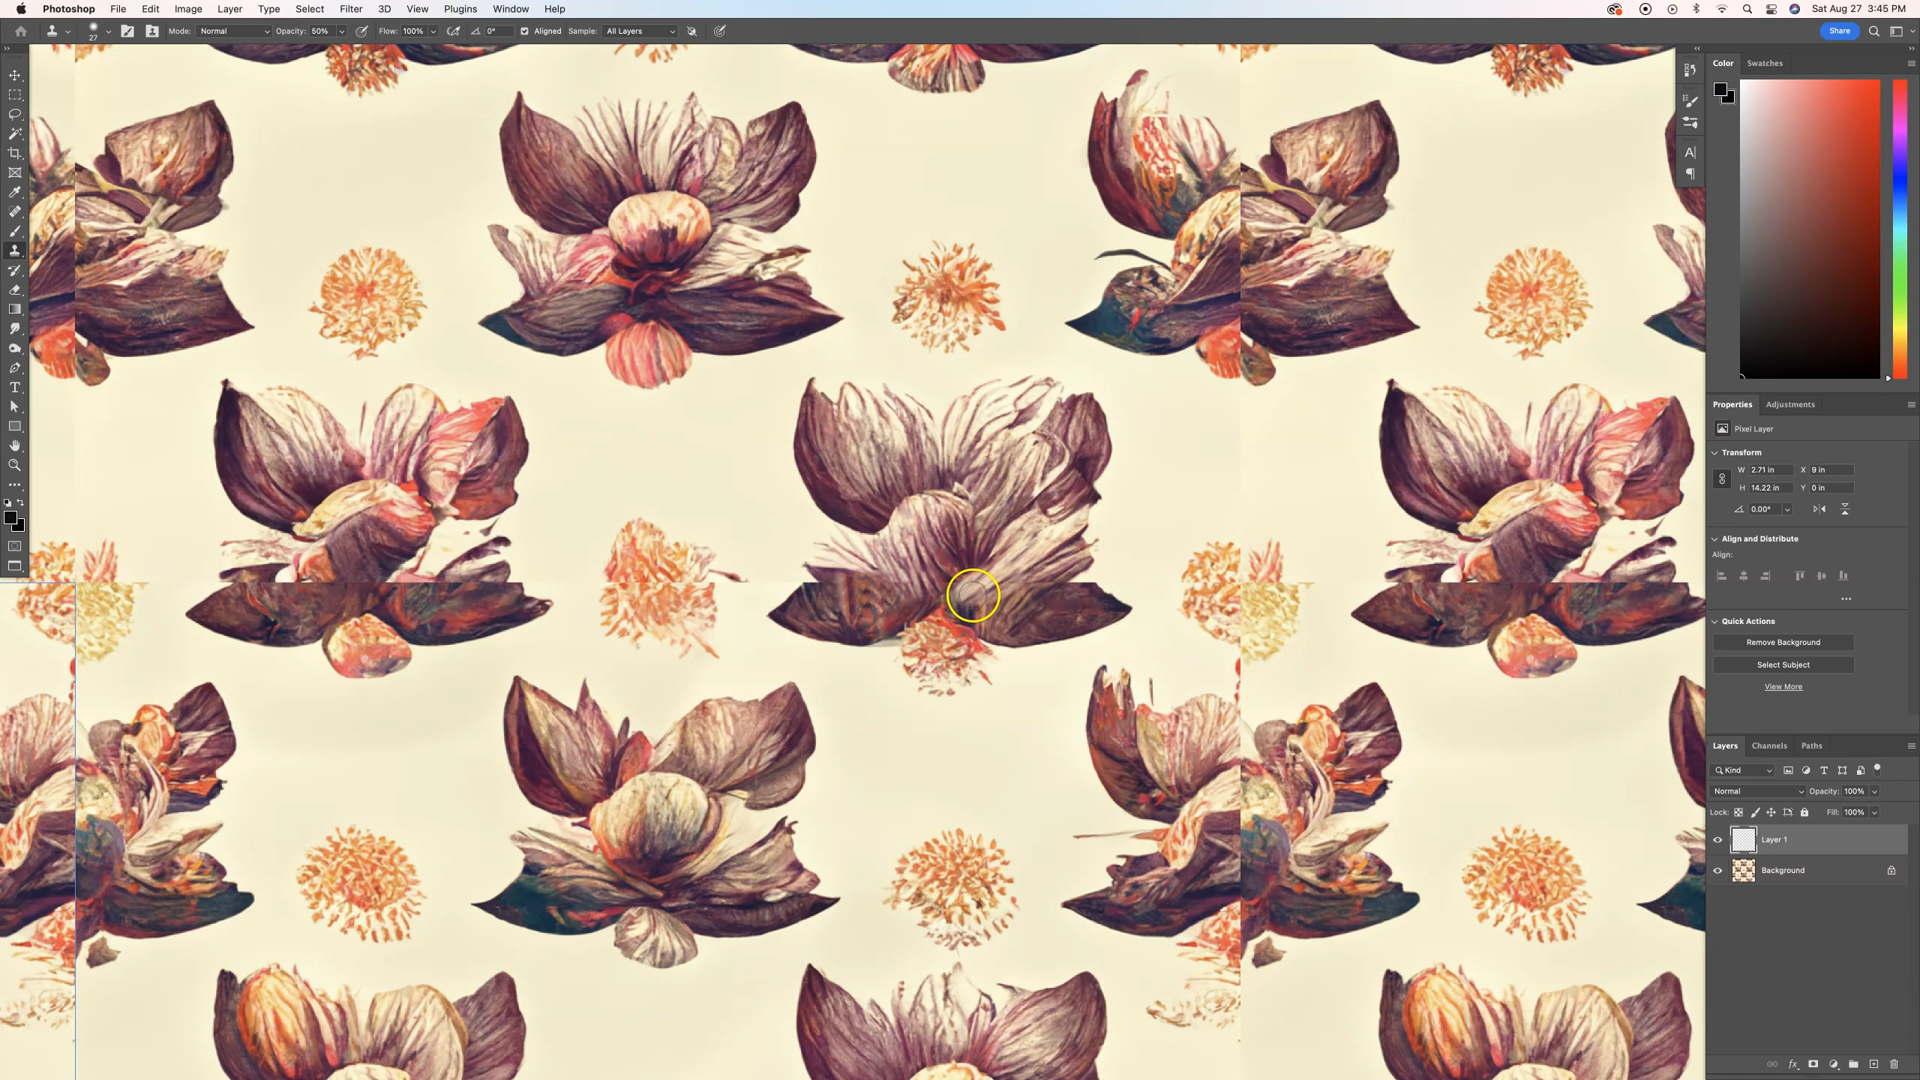 Photoshop File Edit Image Layer Type Select Filter 3D View Plugins Window Help Sat Aug 27 3:45 PM
27 Mode: Normal Opacity: 50% Flow: 100% 0° Aligned Sample: All Layers Share
Color Swatches
Properties Adjustments
Pixel Layer
Transform
W 2.71 in X 9 in
H 14.22 in Y 0 in
0.00°
Align and Distribute
Align:
Quick Actions
Remove Background
Select Subject
View More
Layers Channels Paths
Kind
Normal Opacity: 100%
Lock: Fill: 100%
Layer 1
Background